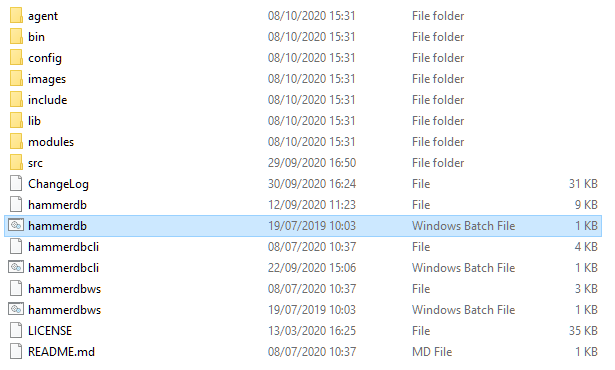 agent 08/10/2020 15:31 File folder
bin 08/10/2020 15:31 File folder
config 08/10/2020 15:31 File folder
images 08/10/2020 15:31 File folder
include 08/10/2020 15:31 File folder
lib 08/10/2020 15:31 File folder
modules 08/10/2020 15:31 File folder
src 29/09/2020 16:50 File folder
ChangeLog 30/09/2020 16:24 File 31 KB
hammerdb 12/09/2020 11:23 File 9 KB
hammerdb 19/07/2019 10:03 Windows Batch File 1 KB
hammerdbcli 08/07/2020 10:37 File 4 KB
hammerdbcli 22/09/2020 15:06 Windows Batch File 1 KB
hammerdbws 08/07/2020 10:37 File 3 KB
hammerdbws 19/07/2019 10:03 Windows Batch File 1 KB
LICENSE 13/03/2020 16:25 File 35 KB
README.md 08/07/2020 10:37 MD File 1 KB